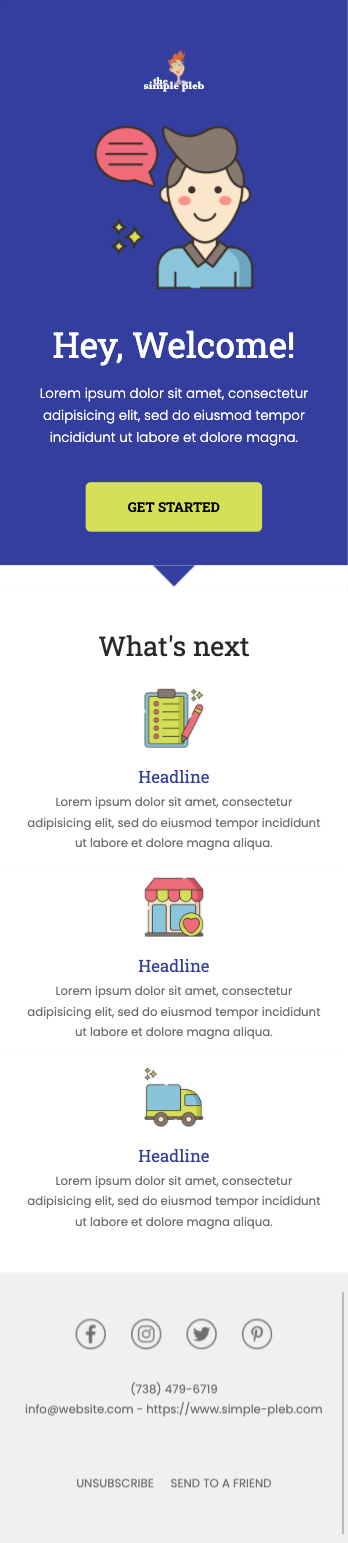 the
simple pleb
Hey, Welcome!
Lorem ipsum dolor sit amet, consectetur
adipisicing elit, sed do eiusmod tempor
incididunt ut labore et dolore magna.
GET STARTED
What's next
Headline
Lorem ipsum dolor sit amet, consectetur
adipisicing elit, sed do eiusmod tempor incididunt
ut labore et dolore magna aliqua.
Headline
Lorem ipsum dolor sit amet, consectetur
adipisicing elit, sed do eiusmod tempor incididunt
ut labore et dolore magna aliqua.
Headline
Lorem ipsum dolor sit amet, consectetur
adipisicing elit, sed do eiusmod tempor incididunt
ut labore et dolore magna aliqua.
(738) 479-6719
info@website.com - https://www.simple-pleb.com
UNSUBSCRIBE SEND TO A FRIEND